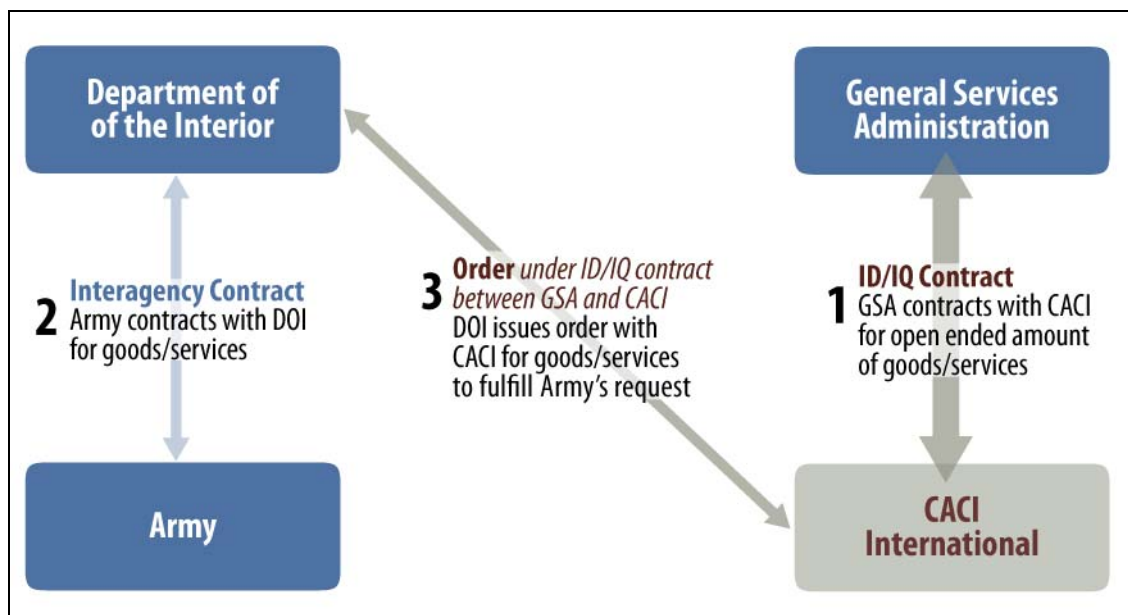 Department of
of the Interior
General Services
Administration
2
Interagency Contract
Army contracts with DOI
for goods/services
3
Order under ID/IQ contract
between GSA and CACI
DOI issues order with
CACI for goods/services
to fulfill Army's request
1
ID/IQ Contract
GSA contracts with CACI
for open ended amount
of goods/services
Army
CACI
International